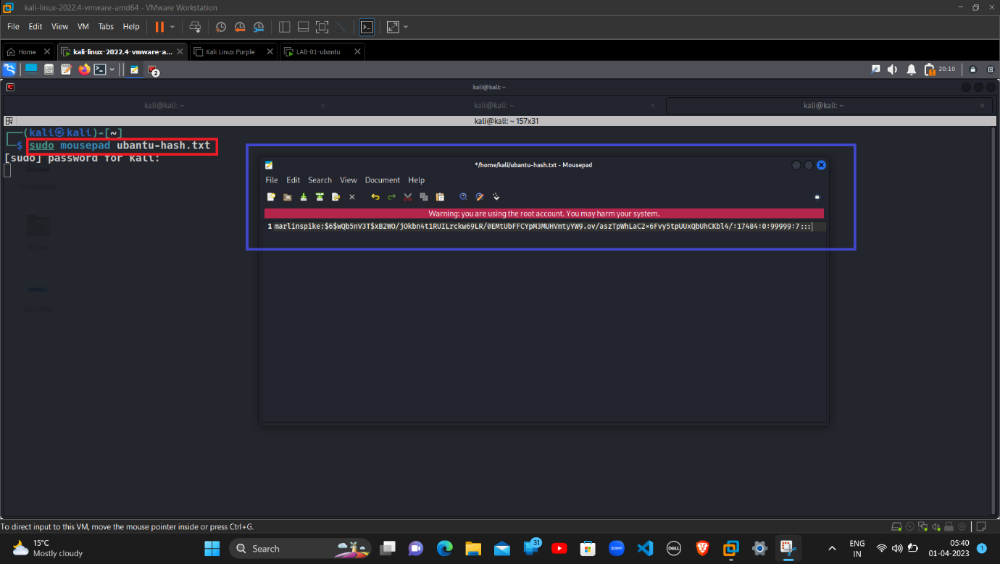 kali-linux-2022.4-vmware-amd64 - VMware Workstation
File Edit View VM Tabs Help
Home kali-linux-2022.4-vmware-a... Kali Linux Purple LAB-01-ubantu
2 20:10
kali@kali: ~
kali@kali: ~ kali@kali: ~ kali@kali: ~
kali@kali: ~ 157x31
(kali㉿kali)-[~]
$ sudo mousepad ubantu-hash.txt
[sudo] password for kali:
*/home/kali/ubantu-hash.txt - Mousepad
File Edit Search View Document Help
Warning: you are using the root account. You may harm your system.
1 marlinspike:$6$wQb5nV3T$xB2WO/jOkbn4t1RUILrckw69LR/0EMtUbFFCYpM3MUHVmtyYW9.ov/aszTpWhLaC2x6Fvy5tpUUxQbUhCKbl4/:17484:0:99999:7:::
To direct input to this VM, move the mouse pointer inside or press Ctrl+G.
15°C
Mostly cloudy
Search
31
zoom
DELL
ENG
IN
05:40
01-04-2023
1